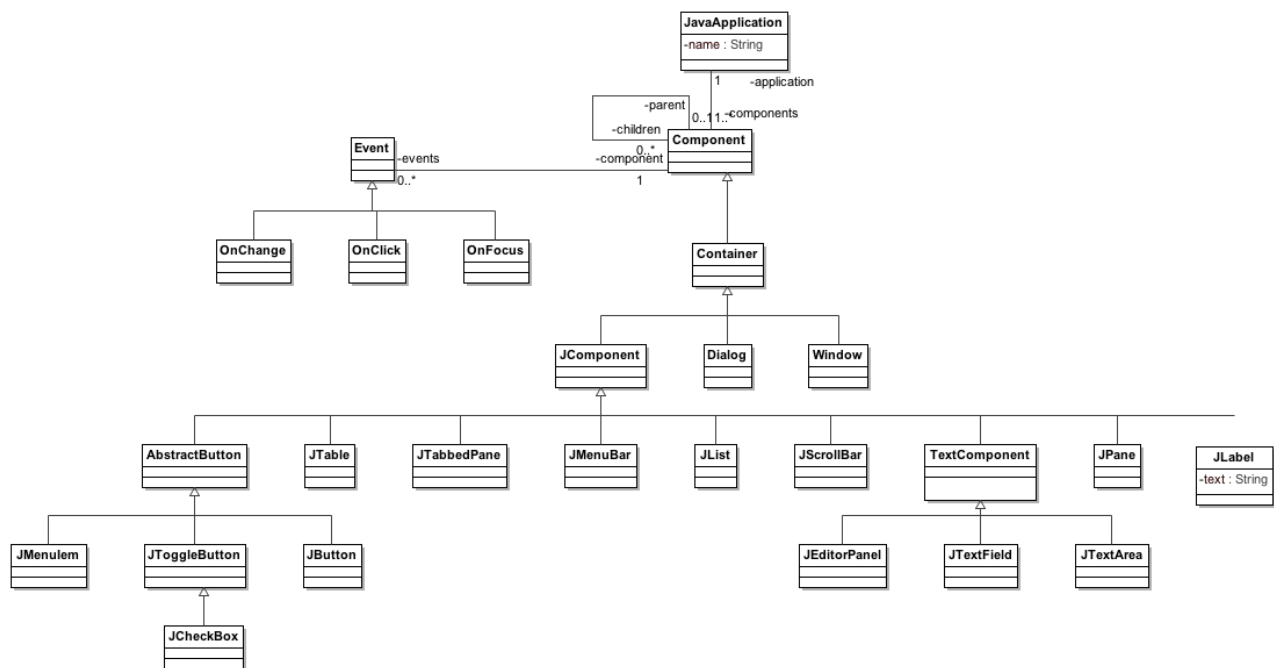 JavaApplication
-name : String
1
-application
-parent
0..1
1..*
-components
-children
0..*
Component
Event
-events
0..*
-component
1
OnChange
OnClick
OnFocus
Container
JComponent
Dialog
Window
AbstractButton
JTable
JTabbedPane
JMenuBar
JList
JScrollBar
TextComponent
JPane
JLabel
-text : String
JMenuIem
JToggleButton
JButton
JEditorPanel
JTextField
JTextArea
JCheckBox